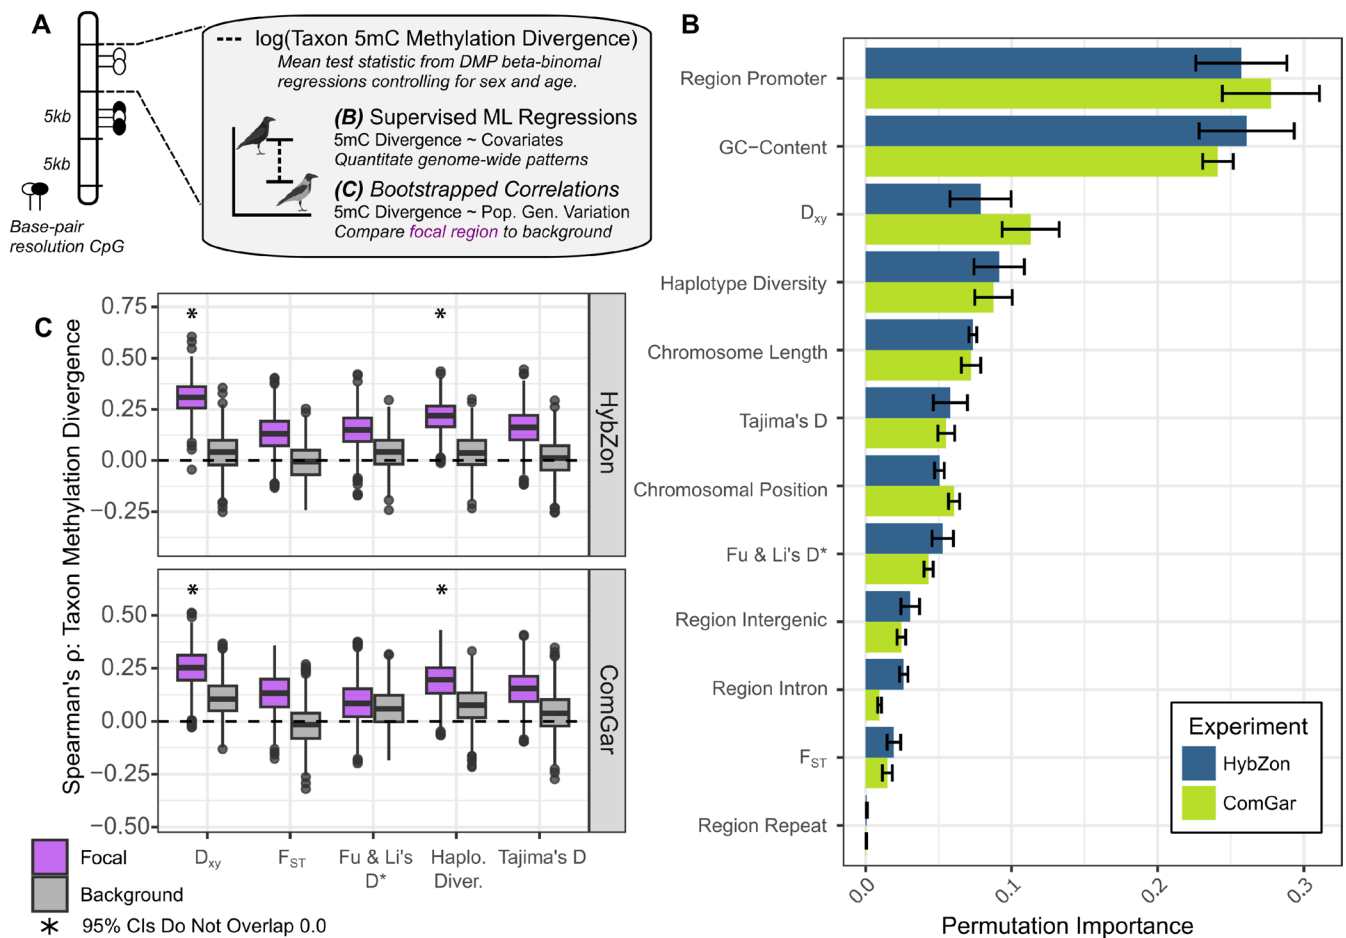 A
5kb
5kb
Base-pair
resolution CpG
log(Taxon 5mC Methylation Divergence)
Mean test statistic from DMP beta-binomal
regressions controlling for sex and age.
(B) Supervised ML Regressions
5mC Divergence ~ Covariates
Quantitate genome-wide patterns
(C) Bootstrapped Correlations
5mC Divergence ~ Pop. Gen. Variation
Compare focal region to background
B
Region Promoter
GC−Content
Dxy
Haplotype Diversity
Chromosome Length
Tajima's D
Chromosomal Position
Fu & Li's D*
Region Intergenic
Region Intron
FST
Region Repeat
0.0
0.1
0.2
0.3
Permutation Importance
Experiment
HybZon
ComGar
C
Spearman's ρ: Taxon Methylation Divergence
0.75
0.50
0.25
0.00
−0.25
*
*
HybZon
0.50
0.25
0.00
−0.25
−0.50
*
*
ComGar
Dxy
FST
Fu & Li's
D*
Haplo.
Diver.
Tajima's D
Focal
Background
* 95% CIs Do Not Overlap 0.0